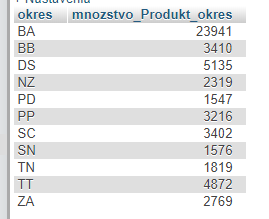 Nastavenia
okres mnozstvo_Produkt_okres
BA 23941
BB 3410
DS 5135
NZ 2319
PD 1547
PP 3216
SC 3402
SN 1576
TN 1819
TT 4872
ZA 2769